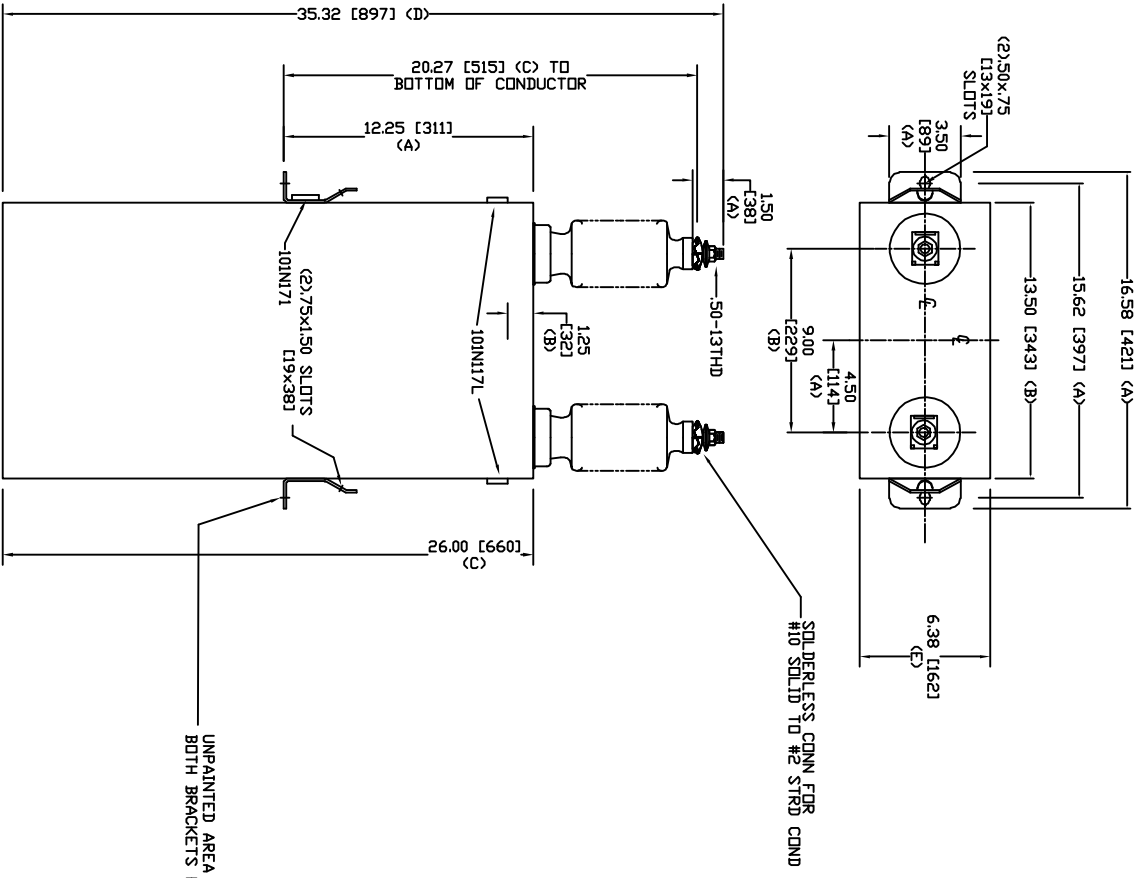 35.32 [897] (D)
20.27 [515] (C) TO
BOTTOM OF CONDUCTOR
12.25 [311]
(A)
(2).50x.75
[13x19]
SLOTS
3.50
[89]
(A)
1.50
[38]
(A)
.50-13THD
16.58 [421] (A)
15.62 [397] (A)
13.50 [343] (B)
9.00
[229]
(B)
4.50
[114]
(A)
CL
CL
6.38 [162]
(E)
101N171
(2).75x1.50 SLOTS
[19x38]
1.25
[32]
(B)
101N117L
26.00 [660]
(C)
SOLDERLESS CONN FOR
#10 SOLID TO #2 STRD COND
UNPAINTED AREA
BOTH BRACKETS